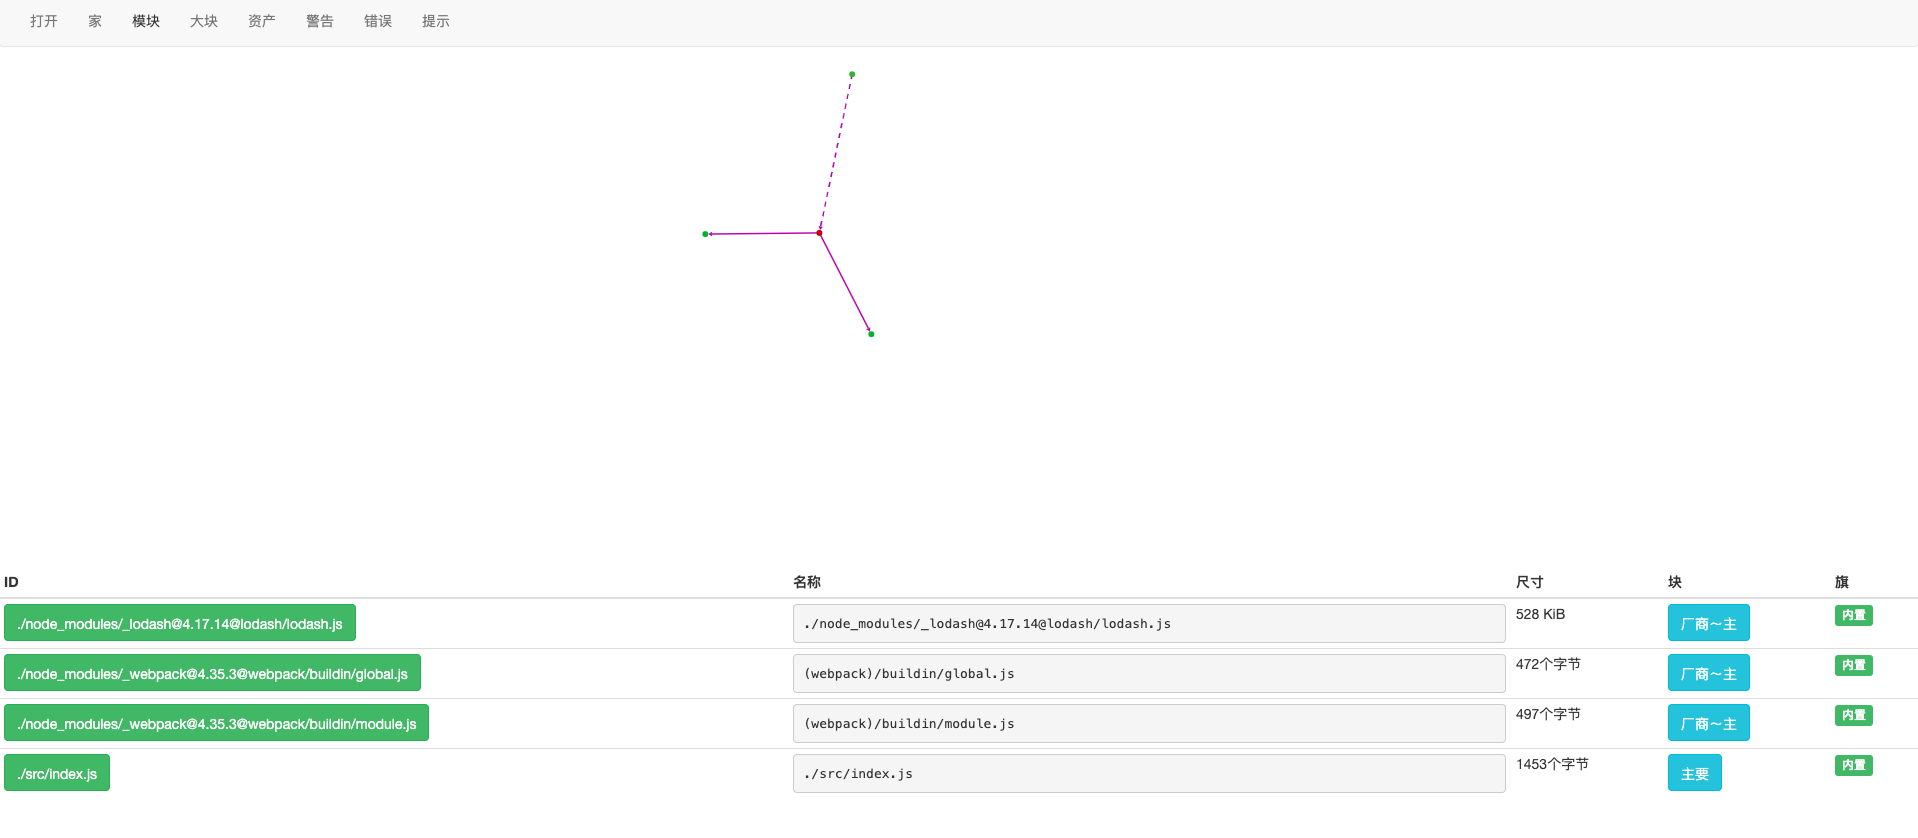 打开 家 模块 大块 资产 警告 错误 提示
ID 名称 尺寸 块 旗
./node_modules/_lodash@4.17.14@lodash/lodash.js ./node_modules/_lodash@4.17.14@lodash/lodash.js 528 KiB 厂商～主 内置
./node_modules/_webpack@4.35.3@webpack/buildin/global.js (webpack)/buildin/global.js 472个字节 厂商～主 内置
./node_modules/_webpack@4.35.3@webpack/buildin/module.js (webpack)/buildin/module.js 497个字节 厂商～主 内置
./src/index.js ./src/index.js 1453个字节 主要 内置